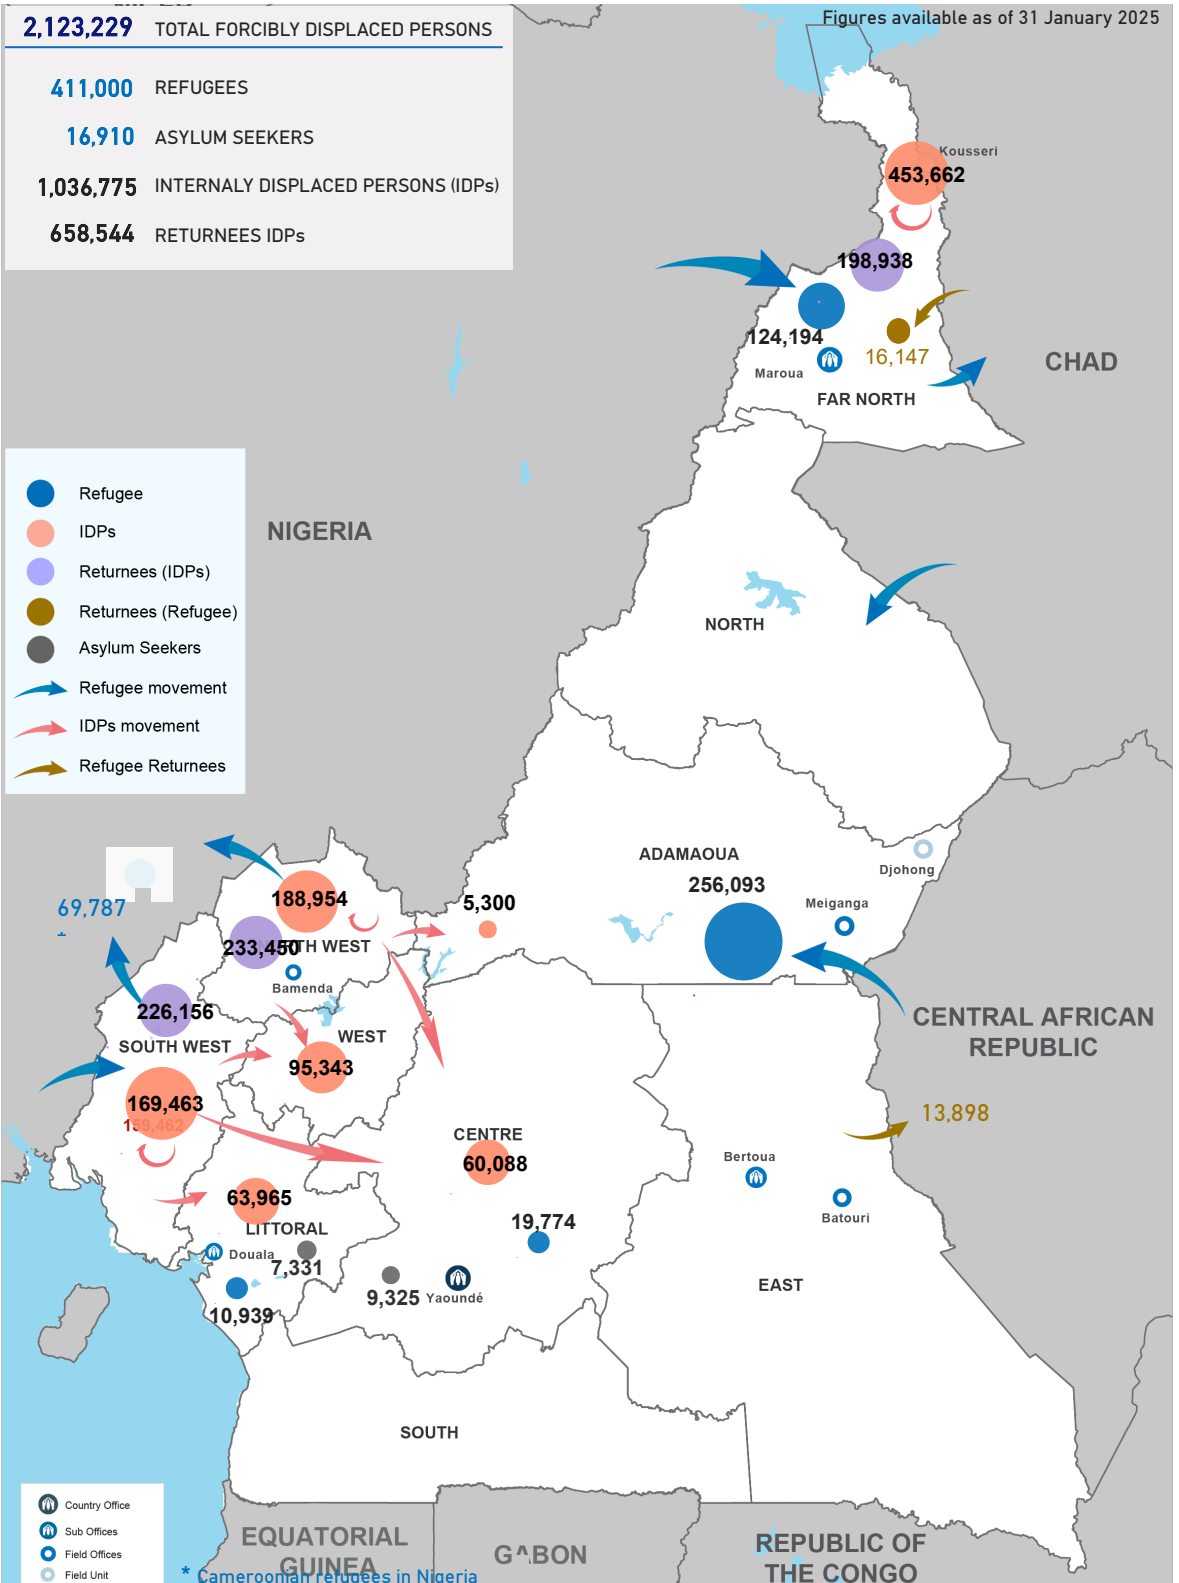 Figures available as of 31 January 2025
2,123,229 TOTAL FORCIBLY DISPLACED PERSONS
411,000 REFUGEES
16,910 ASYLUM SEEKERS
1,036,775 INTERNALY DISPLACED PERSONS (IDPs)
658,544 RETURNEES IDPs
Kousseri
453,662
198,938
124,194
16,147
Maroua
FAR NORTH
CHAD
Refugee
IDPs
Returnees (IDPs)
Returnees (Refugee)
Asylum Seekers
Refugee movement
IDPs movement
Refugee Returnees
NIGERIA
NORTH
ADAMAOUA
256,093
Djohong
Meiganga
188,954
5,300
69,787
*
233,450
WEST
Bamenda
226,156
SOUTH WEST
WEST
95,343
CENTRAL AFRICAN
REPUBLIC
169,463
159,462
13,898
CENTRE
60,088
Bertoua
Batouri
63,965
LITTORAL
19,774
Douala
7,331
9,325
Yaoundé
10,939
EAST
SOUTH
Country Office
Sub Offices
Field Offices
Field Unit
EQUATORIAL
GUINEA
GABON
REPUBLIC OF
THE CONGO
* Cameroonian refugees in Nigeria